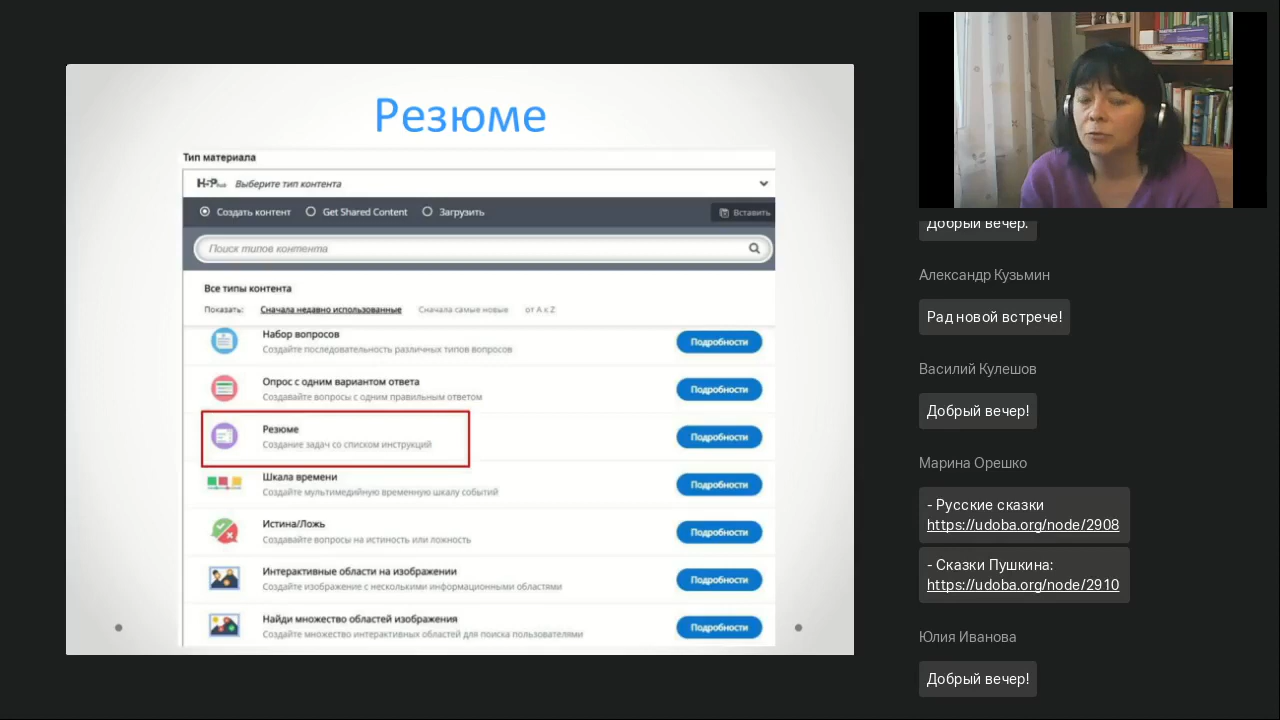 Резюме
Тип материала
H-P hub Выберите тип контента
Создать контент Get Shared Content Загрузить Вставить
Поиск типов контента
Все типы контента
Показать: Сначала недавно использованные Сначала самые новые от A к Z
Набор вопросов
Создайте последовательность различных типов вопросов
Подробности
Опрос с одним вариантом ответа
Создавайте вопросы с одним правильным ответом
Подробности
Резюме
Создание задач со списком инструкций
Подробности
Шкала времени
Создайте мультимедийную временную шкалу событий
Подробности
Истина/Ложь
Создавайте вопросы на истиность или ложность
Подробности
Интерактивные области на изображении
Создайте изображение с несколькими информационными областями
Подробности
Найди множество областей изображения
Создайте множество интерактивных областей для поиска пользователями
Подробности
Добрый вечер.
Александр Кузьмин
Рад новой встрече!
Василий Кулешов
Добрый вечер!
Марина Орешко
- Русские сказки
https://udoba.org/node/2908
- Сказки Пушкина:
https://udoba.org/node/2910
Юлия Иванова
Добрый вечер!